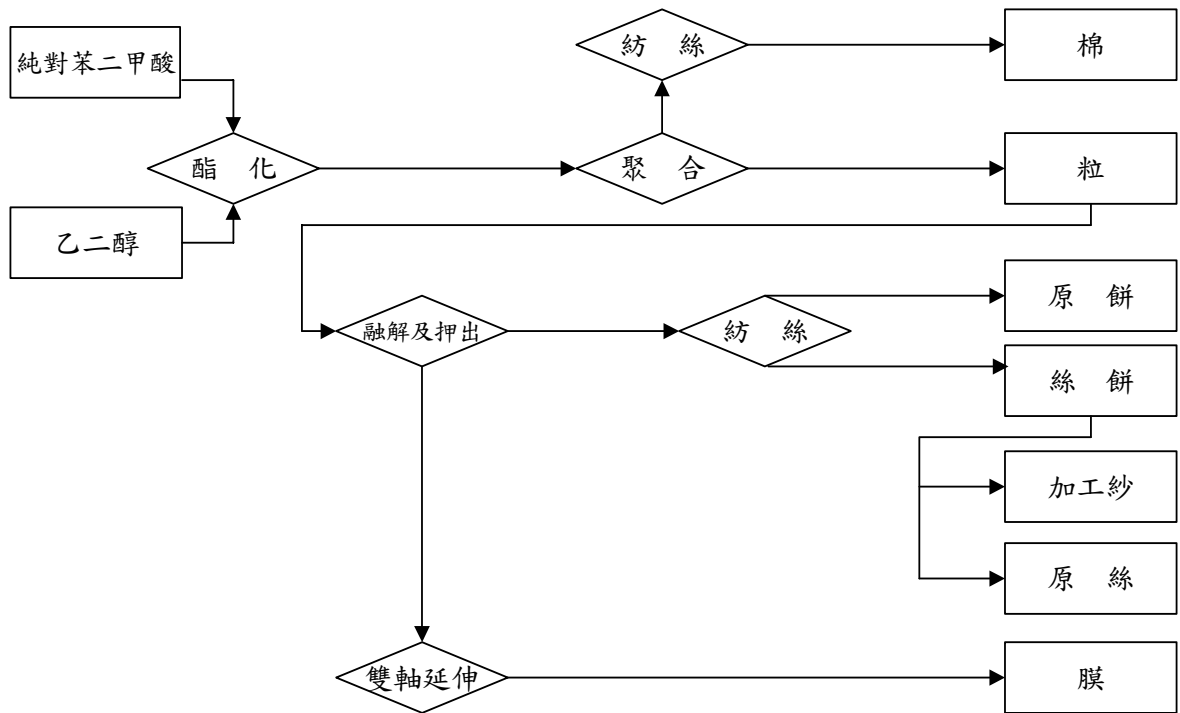 紡 絲
棉
純對苯二甲酸
酯 化
聚 合
粒
乙二醇
融解及押出
紡 絲
原 餅
絲 餅
加工紗
原 絲
雙軸延伸
膜